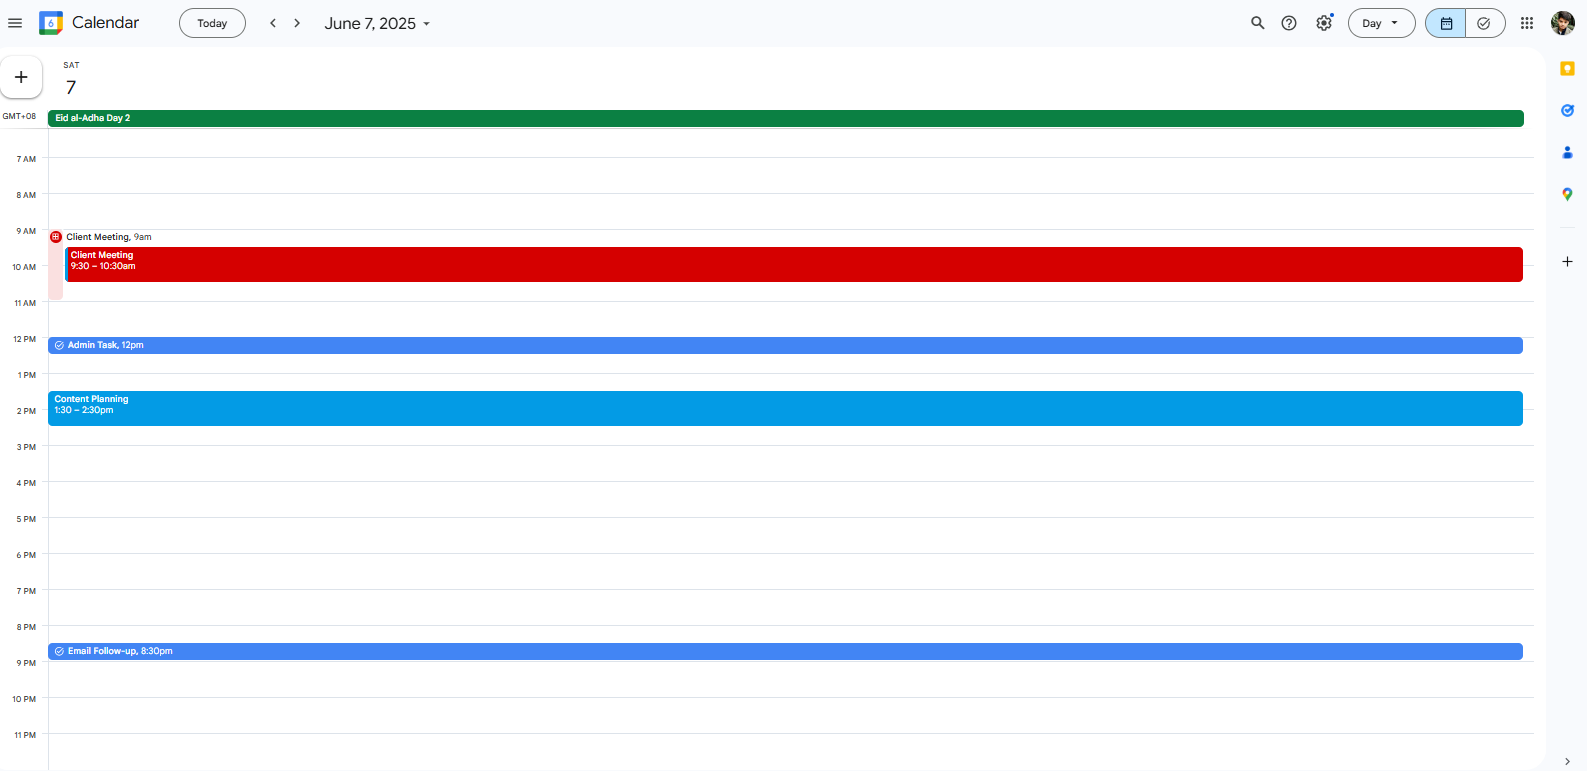 6
Calendar
Today
June 7, 2025
Day
SAT
7
GMT+08
Eid al-Adha Day 2
7 AM
8 AM
9 AM
Client Meeting, 9am
Client Meeting
9:30 – 10:30am
10 AM
11 AM
12 PM
Admin Task, 12pm
1 PM
Content Planning
1:30 – 2:30pm
2 PM
3 PM
4 PM
5 PM
6 PM
7 PM
8 PM
Email Follow-up, 8:30pm
9 PM
10 PM
11 PM